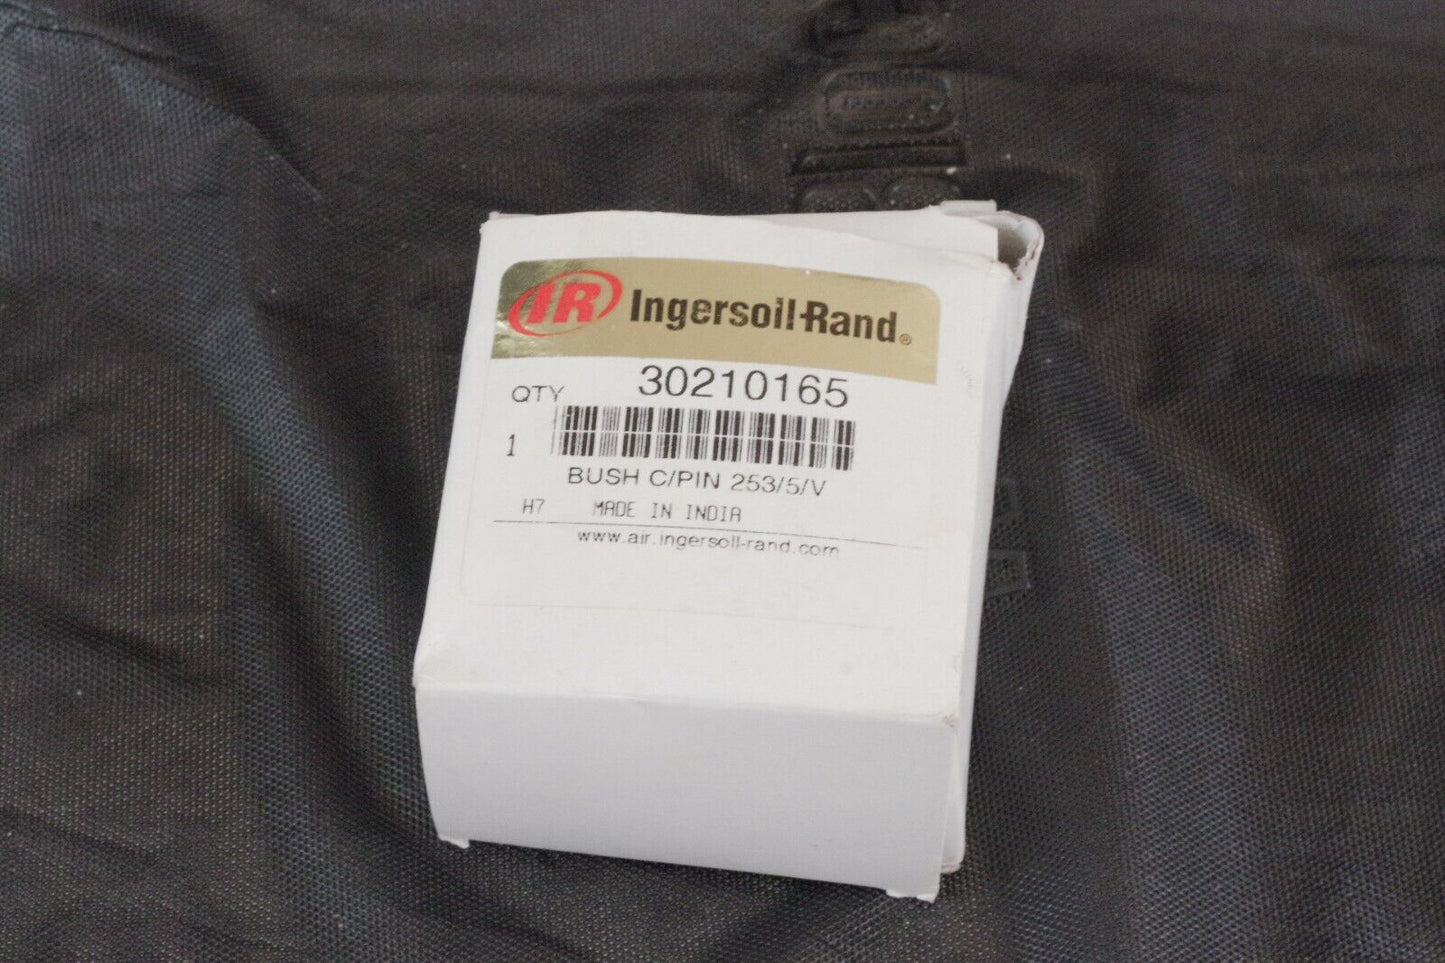 IR Ingersoll-Rand®
30210165
QTY
1
BUSH C/PIN 253/5/V
H7 MADE IN INDIA
www.air.ingersoll-rand.com